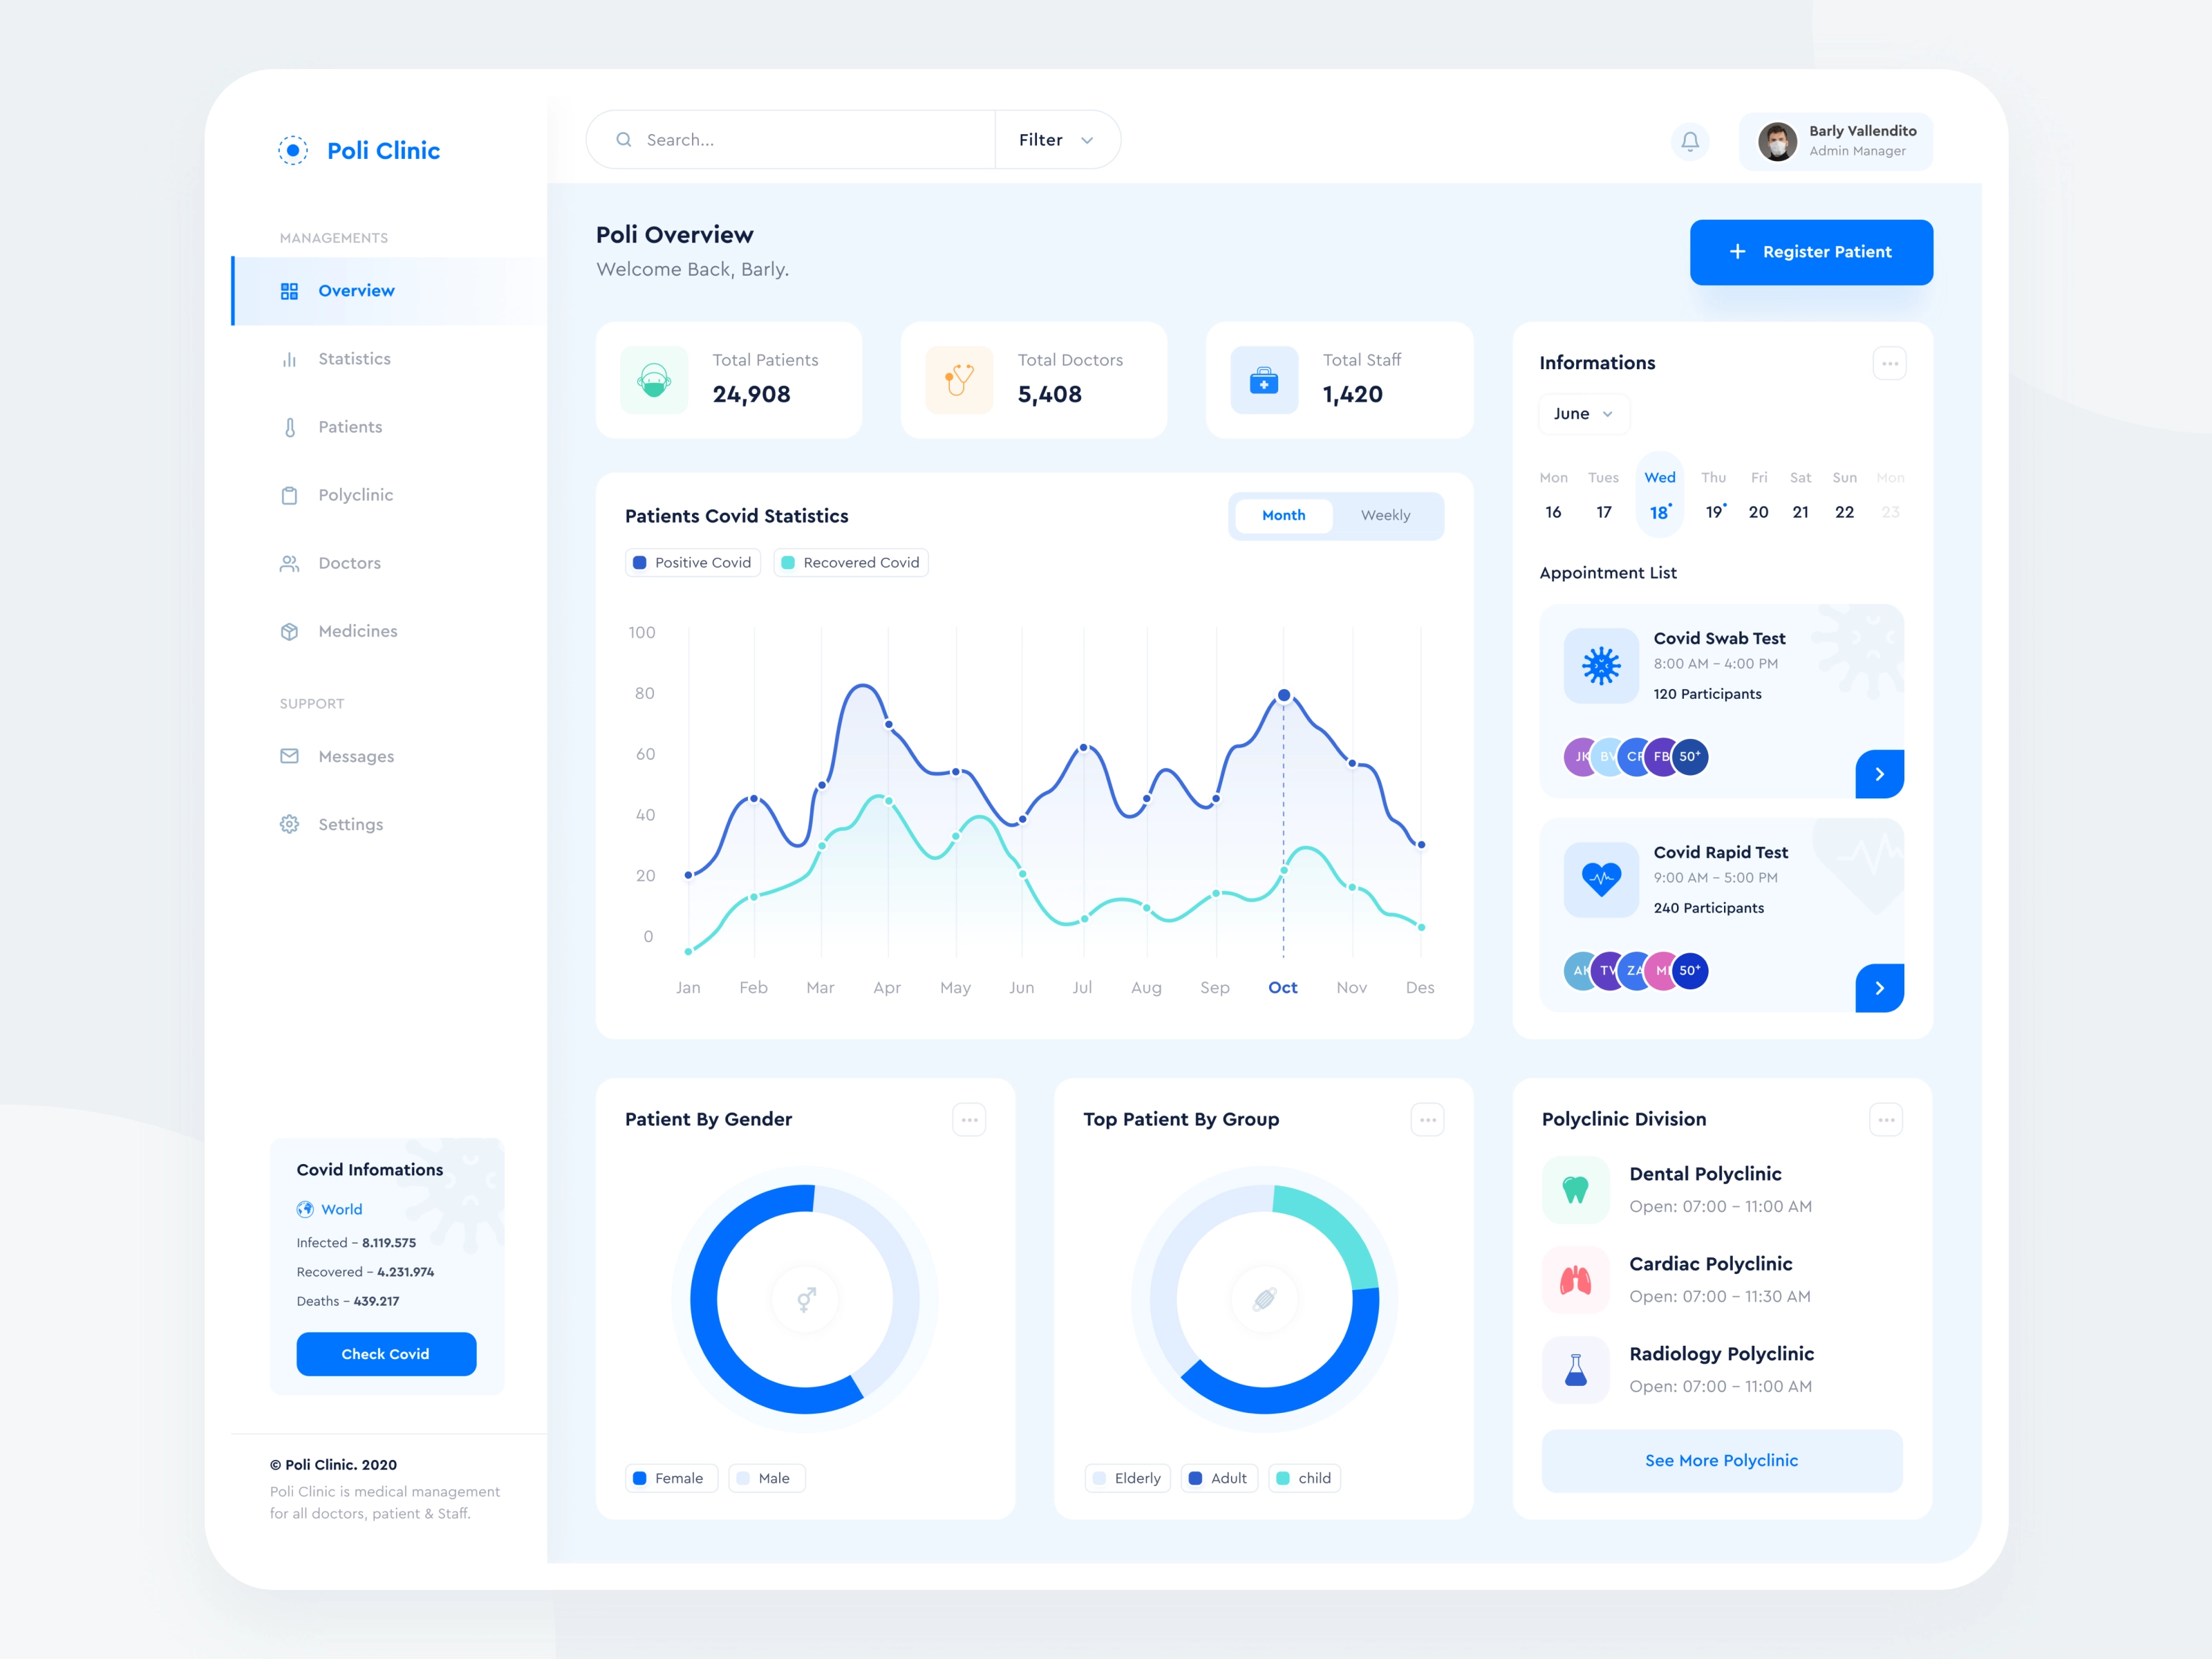 Poli Clinic
MANAGEMENTS
Overview
Statistics
Patients
Polyclinic
Doctors
Medicines
SUPPORT
Messages
Settings
Covid Infomations
World
Infected – 8.119.575
Recovered – 4.231.974
Deaths – 439.217
Check Covid
© Poli Clinic. 2020
Poli Clinic is medical management
for all doctors, patient & Staff.
Search...
Filter
Barly Vallendito
Admin Manager
Poli Overview
Welcome Back, Barly.
Register Patient
Total Patients
24,908
Total Doctors
5,408
Total Staff
1,420
Patients Covid Statistics
Month
Weekly
Positive Covid
Recovered Covid
100
80
60
40
20
0
Jan Feb Mar Apr May Jun Jul Aug Sep Oct Nov Des
Informations
June
Mon Tues Wed Thu Fri Sat Sun Mon
16 17 18 19 20 21 22 23
Appointment List
Covid Swab Test
8:00 AM – 4:00 PM
120 Participants
JK BV CF FB 50+
Covid Rapid Test
9:00 AM – 5:00 PM
240 Participants
AK TV ZA 50+
Patient By Gender
Female
Male
Top Patient By Group
Elderly
Adult
child
Polyclinic Division
Dental Polyclinic
Open: 07:00 – 11:00 AM
Cardiac Polyclinic
Open: 07:00 – 11:30 AM
Radiology Polyclinic
Open: 07:00 – 11:00 AM
See More Polyclinic